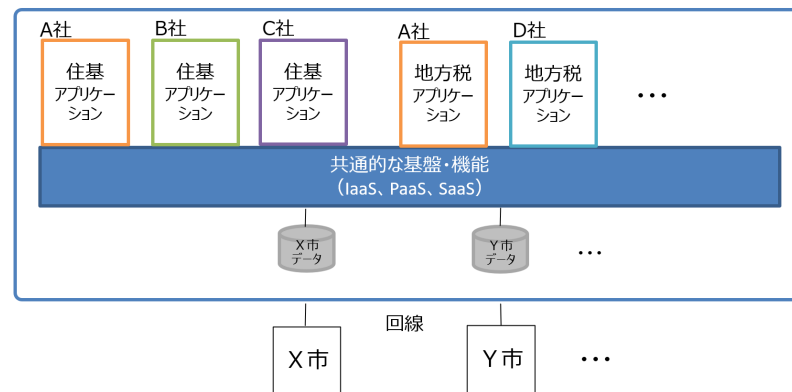 A社
B社
C社
A社
D社
住基
アプリケー
ション
住基
アプリケー
ション
住基
アプリケー
ション
地方税
アプリケー
ション
地方税
アプリケー
ション
…
共通的な基盤・機能
（IaaS、PaaS、SaaS）
X市
データ
Y市
データ
…
回線
X市
Y市
…